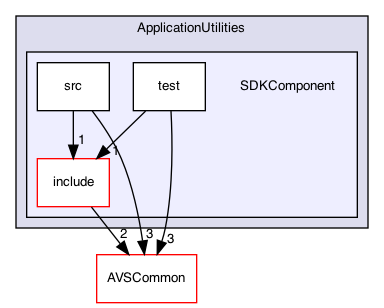 ApplicationUtilities
src
test
SDKComponent
1
1
include
2
3
3
AVSCommon